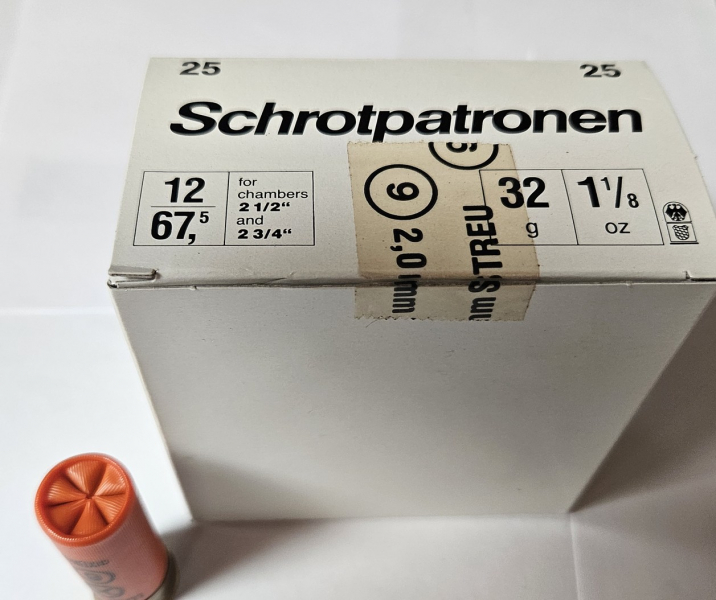 25 25
Schrotpatronen
12
67,5
for
chambers
2 1/2“
and
2 3/4“
9
2,0 mm
STREU
32
g
1 1/8
oz